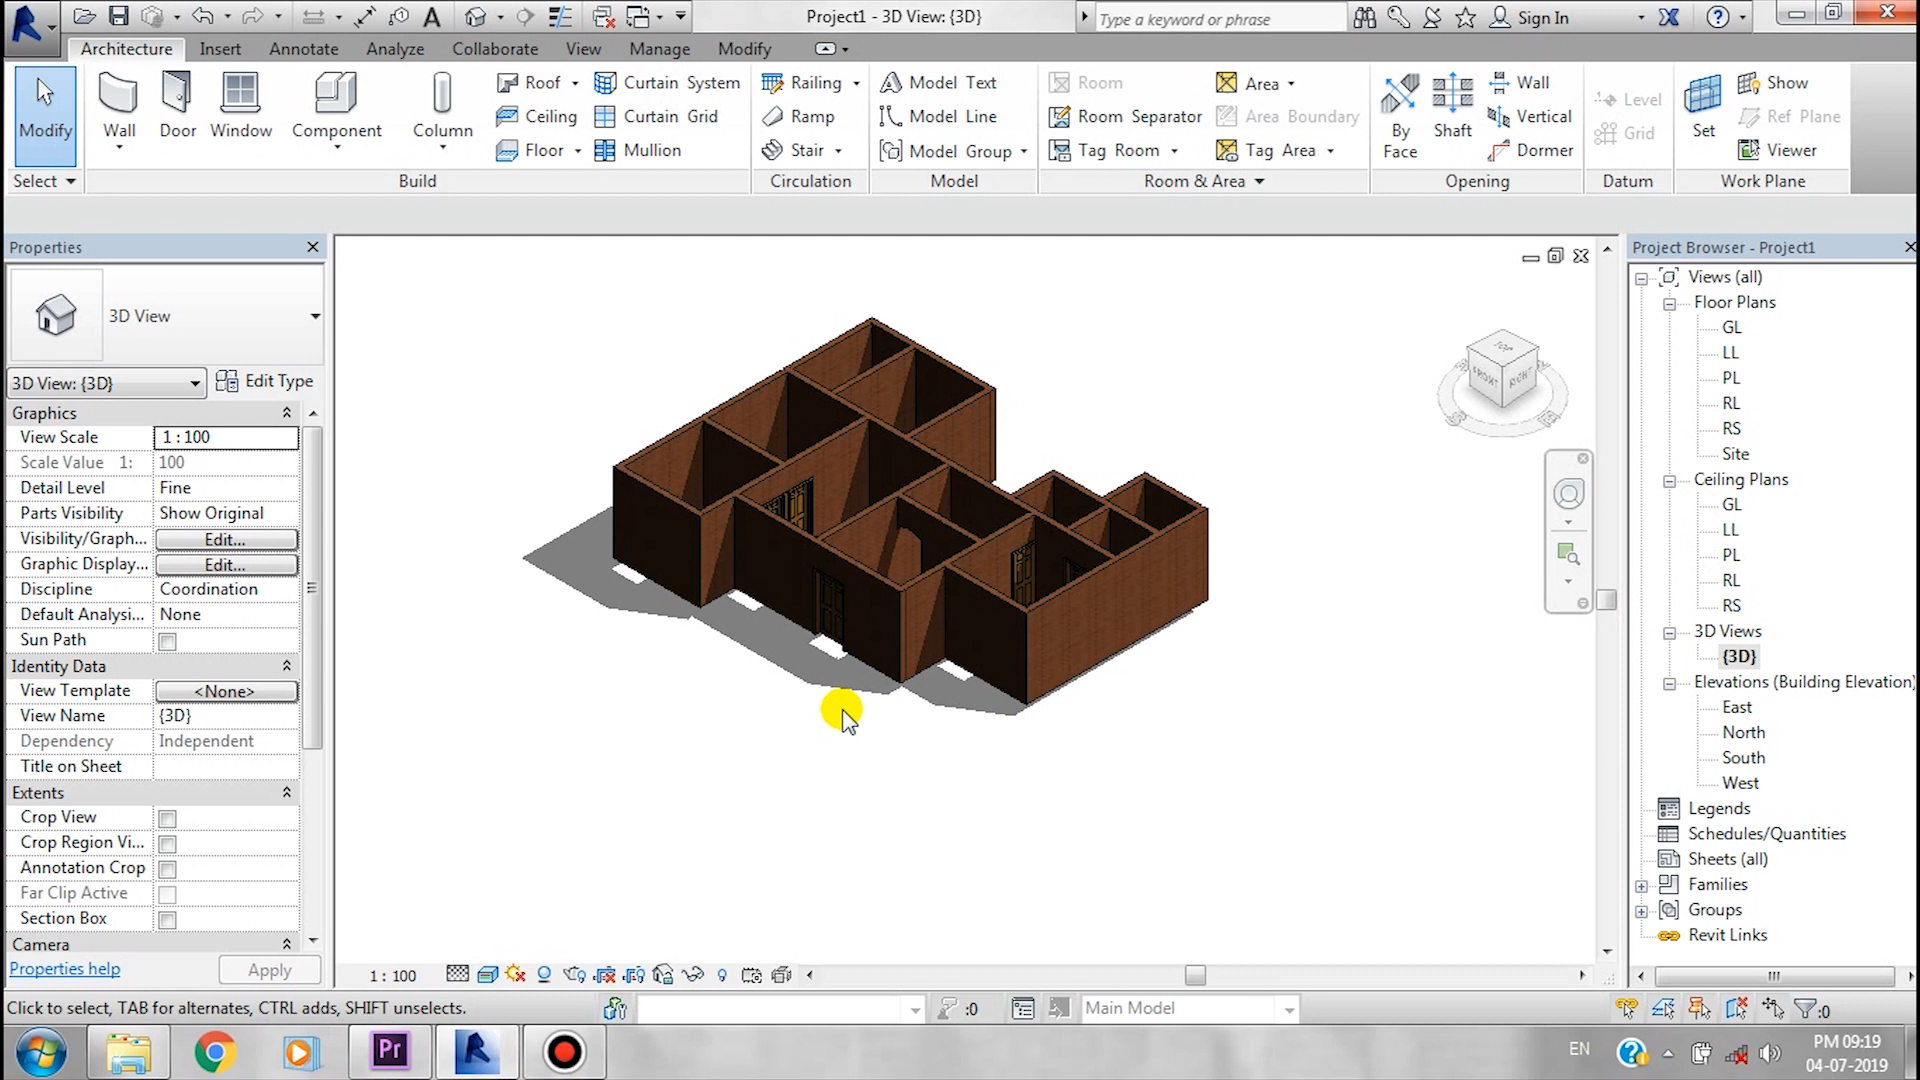 Project1 - 3D View: {3D}
Type a keyword or phrase
Sign In
Architecture
Insert
Annotate
Analyze
Collaborate
View
Manage
Modify
Modify
Wall
Door
Window
Component
Column
Roof
Ceiling
Floor
Curtain System
Curtain Grid
Mullion
Railing
Ramp
Stair
Model Text
Model Line
Model Group
Room
Room Separator
Tag Room
Area
Area Boundary
Tag Area
By Face
Shaft
Wall
Vertical
Dormer
Level
Grid
Set
Show
Ref Plane
Viewer
Select
Build
Circulation
Model
Room & Area
Opening
Datum
Work Plane
Properties
3D View
3D View: {3D}
Edit Type
Graphics
View Scale 1 : 100
Scale Value 1: 100
Detail Level Fine
Parts Visibility Show Original
Visibility/Graph... Edit...
Graphic Display... Edit...
Discipline Coordination
Default Analysi... None
Sun Path
Identity Data
View Template <None>
View Name {3D}
Dependency Independent
Title on Sheet
Extents
Crop View
Crop Region Vi...
Annotation Crop
Far Clip Active
Section Box
Camera
Properties help
Apply
TOP
FRONT
RIGHT
1 : 100
Project Browser - Project1
Views (all)
Floor Plans
GL
LL
PL
RL
RS
Site
Ceiling Plans
GL
LL
PL
RL
RS
3D Views
{3D}
Elevations (Building Elevation)
East
North
South
West
Legends
Schedules/Quantities
Sheets (all)
Families
Groups
Revit Links
Click to select, TAB for alternates, CTRL adds, SHIFT unselects.
:0
Main Model
:0
Pr
EN
PM 09:19
04-07-2019